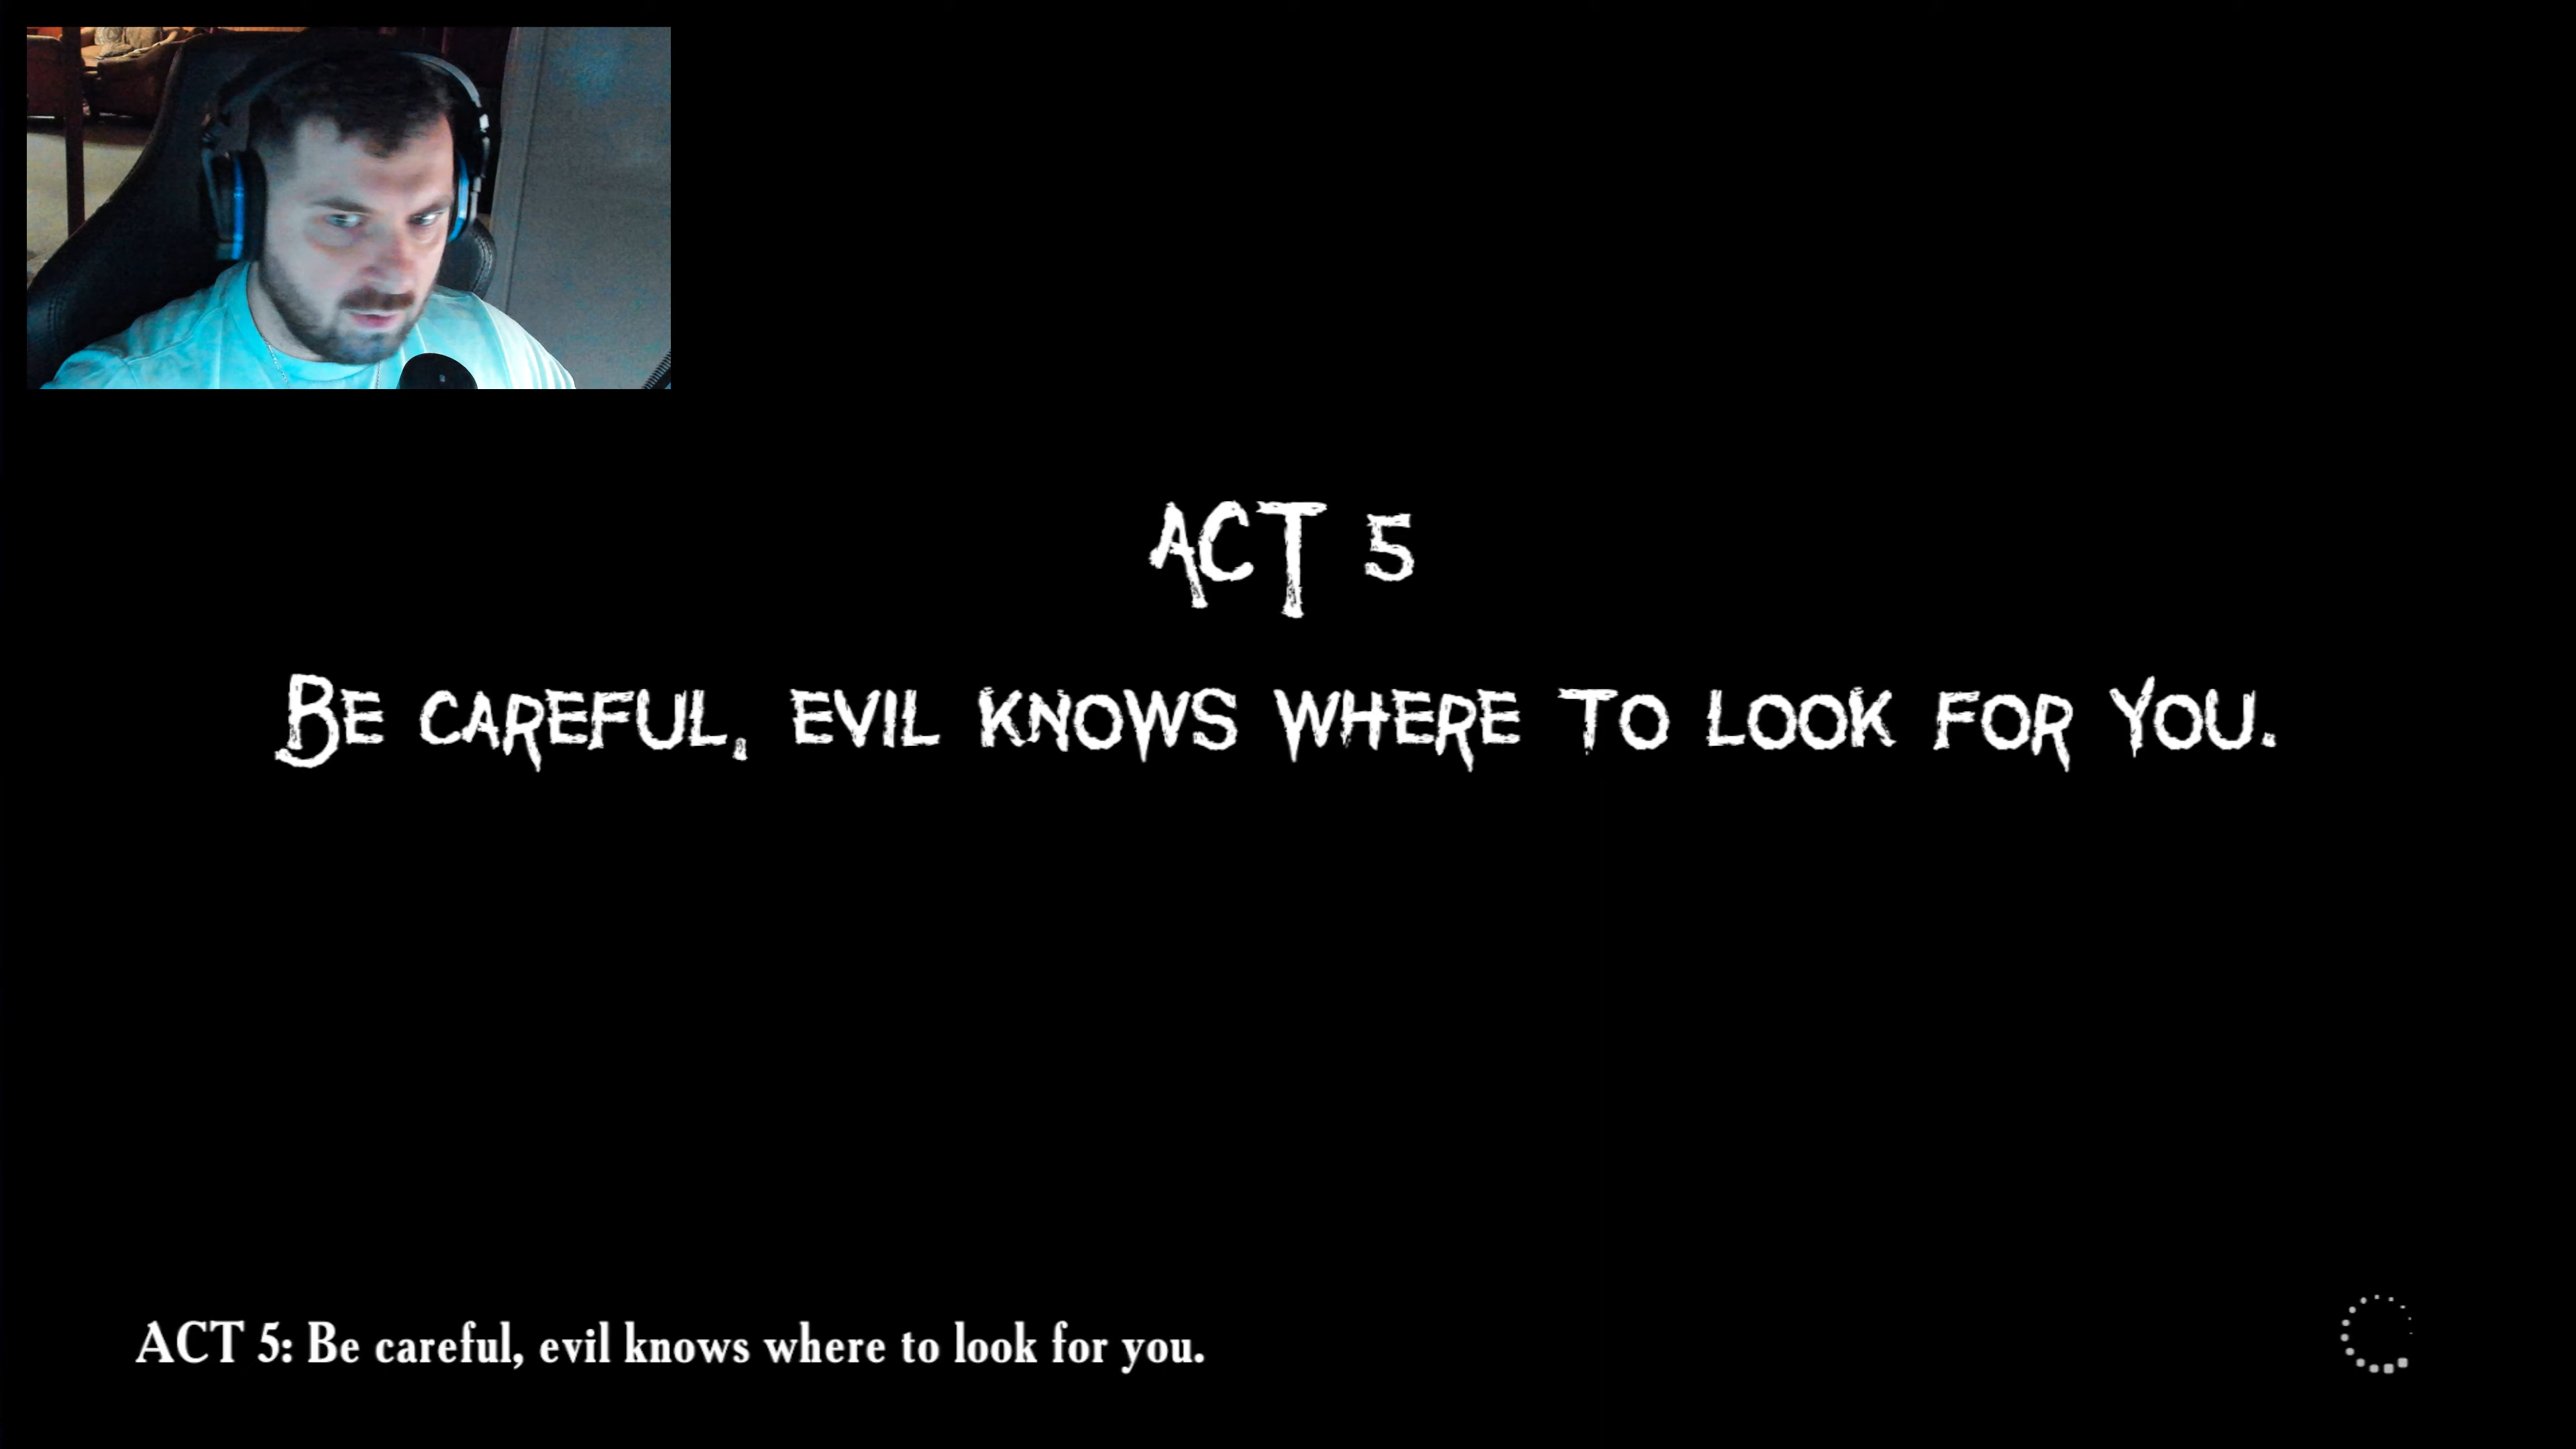 ACT 5
BE CAREFUL, EVIL KNOWS WHERE TO LOOK FOR YOU.
ACT 5: Be careful, evil knows where to look for you.